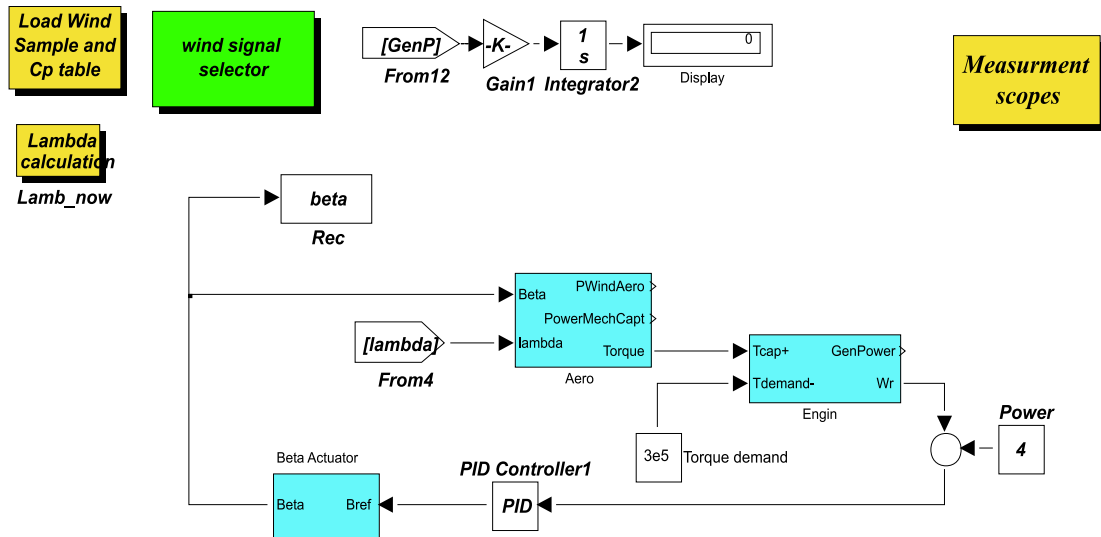 Load Wind
Sample and
Cp table
wind signal
selector
[GenP]
From12
-K-
Gain1
1
s
Integrator2
0
Display
Measurment
scopes
Lambda
calculation
Lamb_now
beta
Rec
Beta
lambda
PWindAero
PowerMechCapt
Torque
Aero
[lambda]
From4
Tcap+
Tdemand-
GenPower
Wr
Engin
3e5
Torque demand
Power
4
Beta Actuator
Beta
Bref
PID Controller1
PID